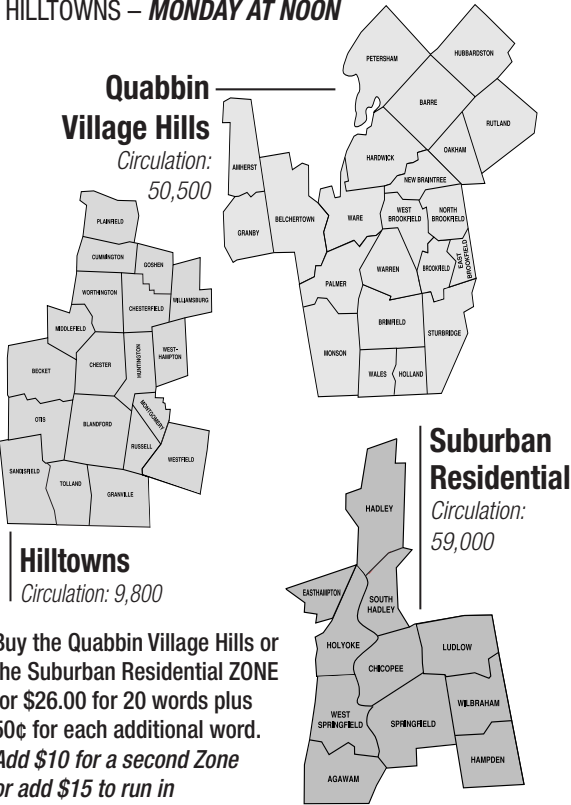 HILLTOWNS – MONDAY AT NOON
Quabbin
Village Hills
Circulation:
50,500
PETERSHAM
HUBBARDSTON
BARRE
RUTLAND
OAKHAM
HARDWICK
NEW BRAINTREE
AMHERST
BELCHERTOWN
GRANBY
WARE
WEST
BROOKFIELD
NORTH
BROOKFIELD
EAST
BROOKFIELD
BROOKFIELD
WARREN
PALMER
BRIMFIELD
STURBRIDGE
MONSON
WALES
HOLLAND
PLAINFIELD
CUMMINGTON
GOSHEN
WORTHINGTON
CHESTERFIELD
WILLIAMSBURG
MIDDLEFIELD
WEST-
HAMPTON
HUNTINGTON
CHESTER
BECKET
MONTGOMERY
OTIS
BLANDFORD
RUSSELL
WESTFIELD
SANDISFIELD
TOLLAND
GRANVILLE
Hilltowns
Circulation: 9,800
Suburban
Residential
Circulation:
59,000
HADLEY
EASTHAMPTON
SOUTH
HADLEY
HOLYOKE
CHICOPEE
LUDLOW
WEST
SPRINGFIELD
SPRINGFIELD
WILBRAHAM
HAMPDEN
AGAWAM
Buy the Quabbin Village Hills or
the Suburban Residential ZONE
for $26.00 for 20 words plus
50¢ for each additional word.
Add $10 for a second Zone
or add $15 to run in